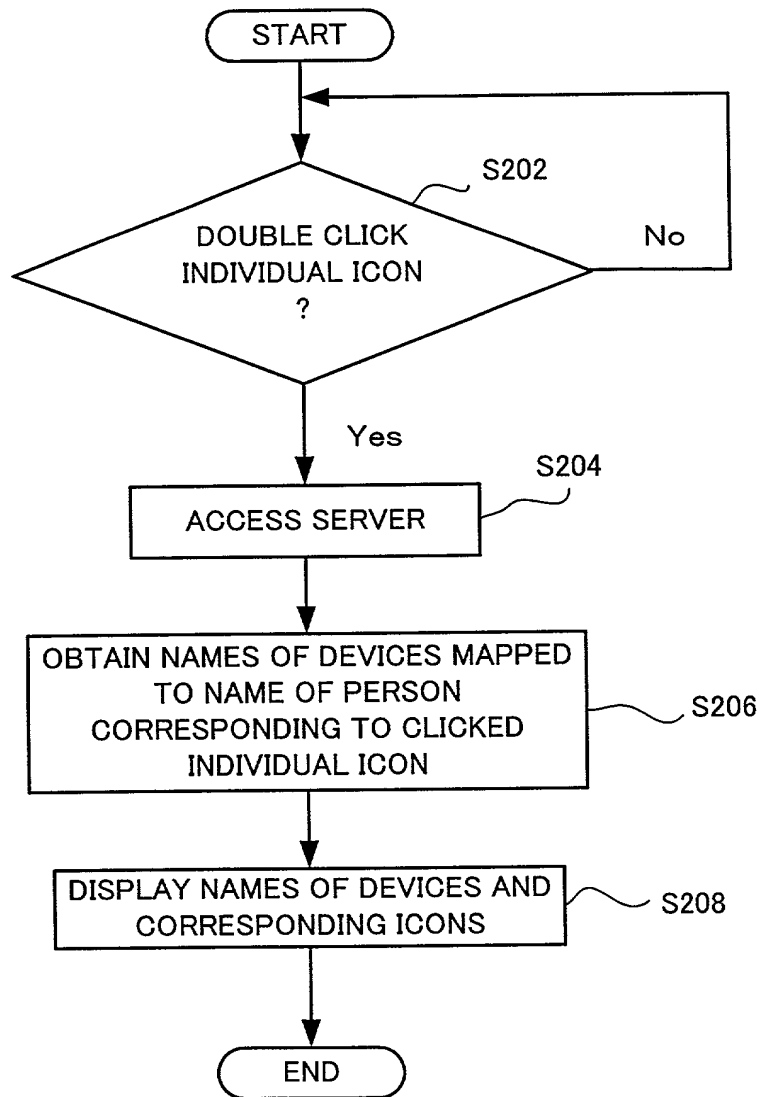 START
S202
DOUBLE CLICK
INDIVIDUAL ICON
?
No
Yes
S204
ACCESS SERVER
OBTAIN NAMES OF DEVICES MAPPED
TO NAME OF PERSON
CORRESPONDING TO CLICKED
INDIVIDUAL ICON
S206
DISPLAY NAMES OF DEVICES AND
CORRESPONDING ICONS
S208
END